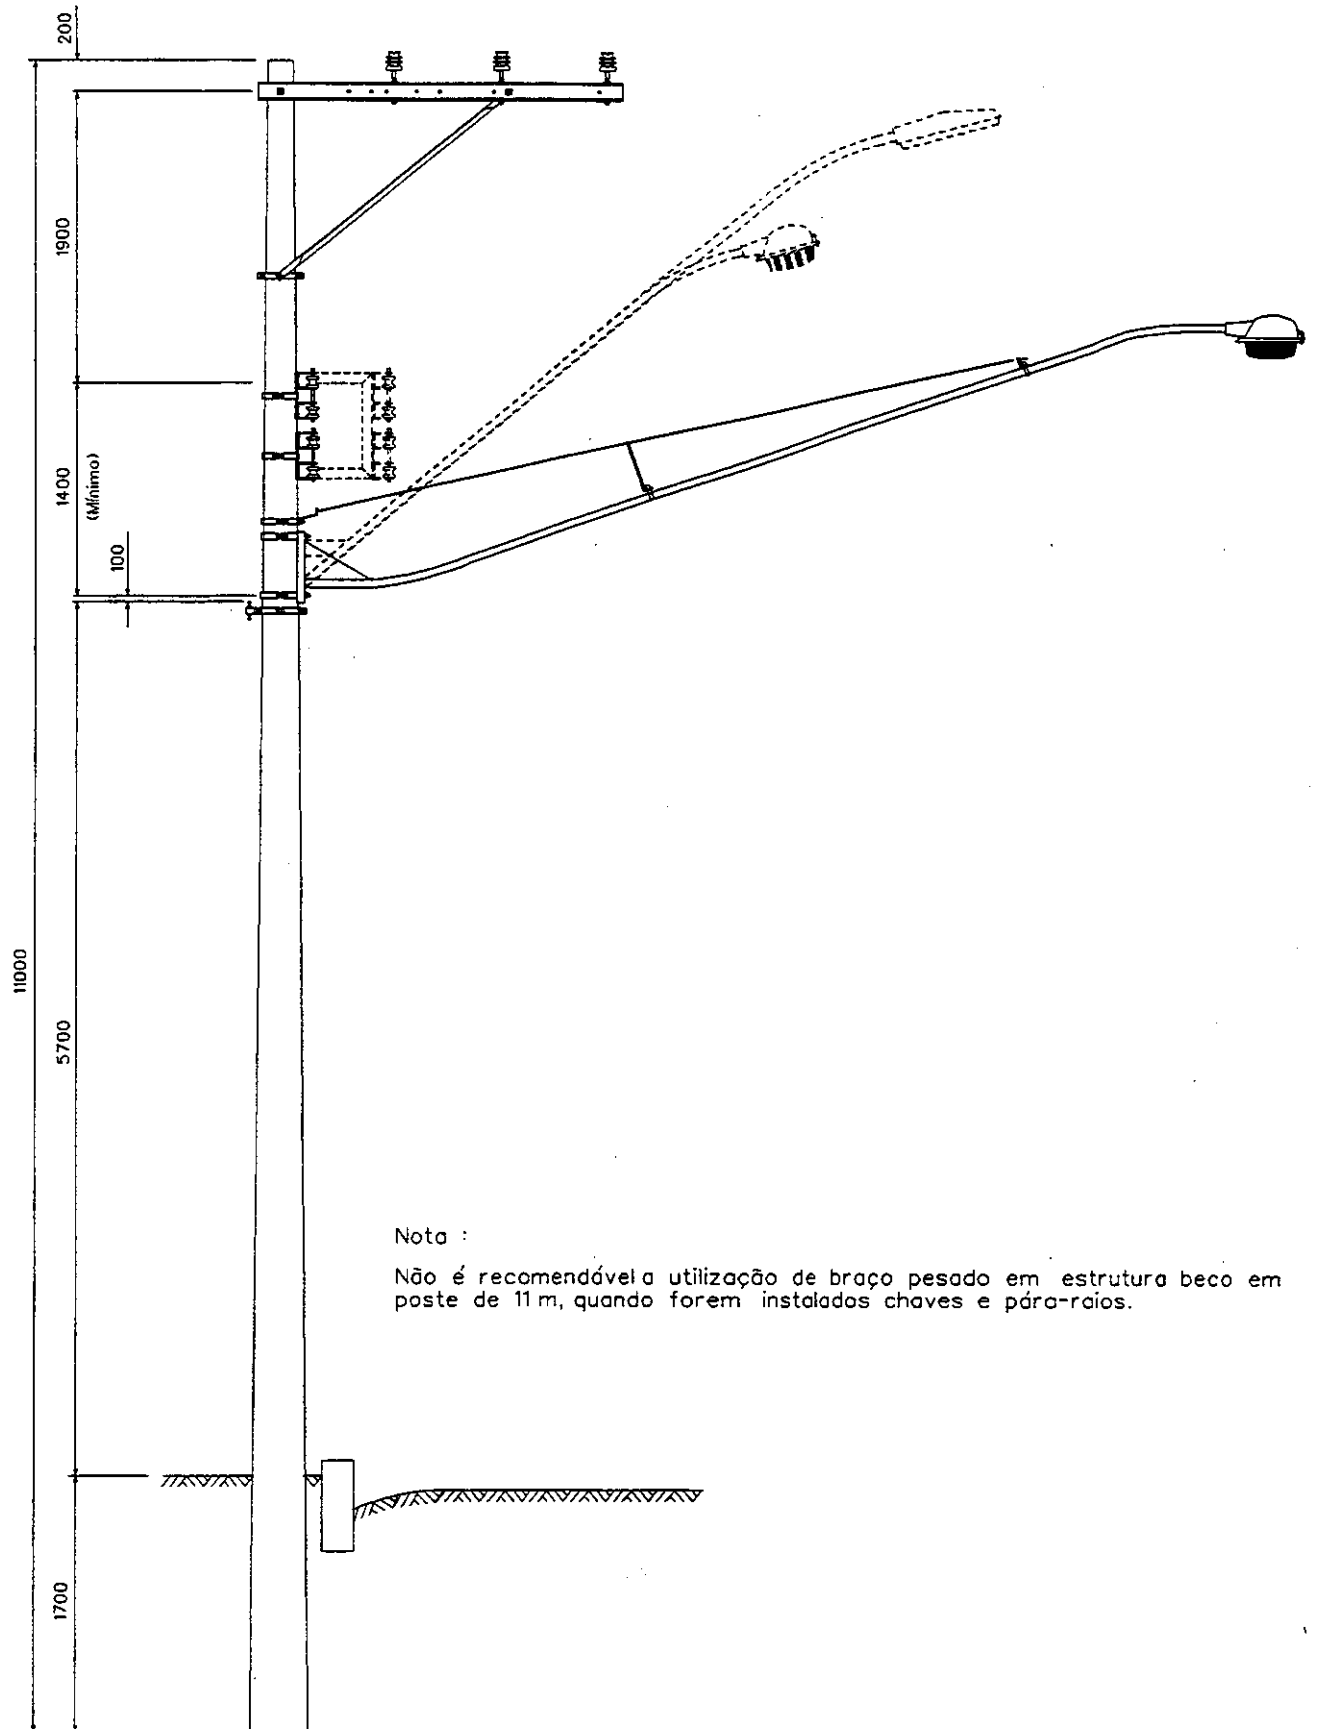 200
1900
1400
(Mínimo)
100
11000
5700
1700
Nota :
Não é recomendável a utilização de braço pesado em estrutura beco em
poste de 11 m, quando forem instalados chaves e pára-raios.